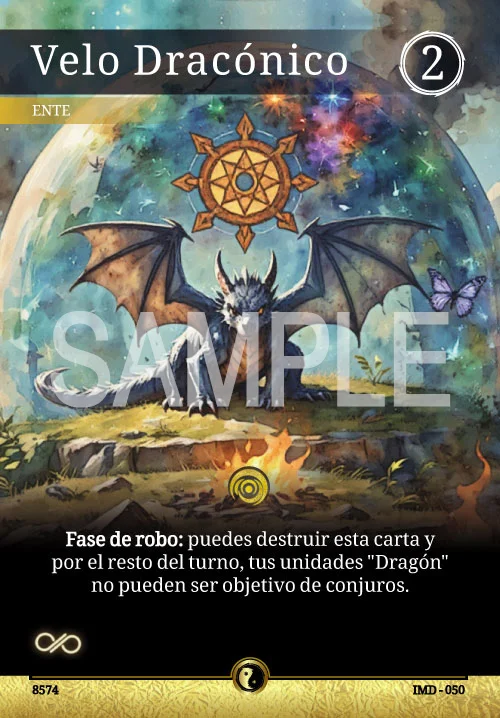 Velo Dracónico
2
ENTE
SAMPLE
Fase de robo: puedes destruir esta carta y
por el resto del turno, tus unidades "Dragón"
no pueden ser objetivo de conjuros.
8574
IMD - 050